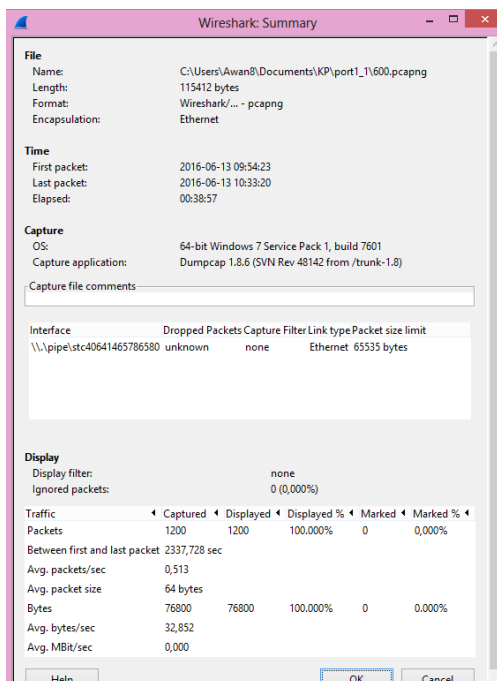 Wireshark: Summary
File
Name: C:\Users\Awan8\Documents\KP\port1_1\600.pcapng
Length: 115412 bytes
Format: Wireshark/... - pcapng
Encapsulation: Ethernet
Time
First packet: 2016-06-13 09:54:23
Last packet: 2016-06-13 10:33:20
Elapsed: 00:38:57
Capture
OS: 64-bit Windows 7 Service Pack 1, build 7601
Capture application: Dumpcap 1.8.6 (SVN Rev 48142 from /trunk-1.8)
Capture file comments
Interface Dropped Packets Capture Filter Link type Packet size limit
\\.\pipe\stc40641465786580 unknown none Ethernet 65535 bytes
Display
Display filter: none
Ignored packets: 0 (0,000%)
Traffic Captured Displayed Displayed % Marked Marked %
Packets 1200 1200 100.000% 0 0,000%
Between first and last packet 2337,728 sec
Avg. packets/sec 0,513
Avg. packet size 64 bytes
Bytes 76800 76800 100.000% 0 0.000%
Avg. bytes/sec 32,852
Avg. MBit/sec 0,000
Help OK Cancel